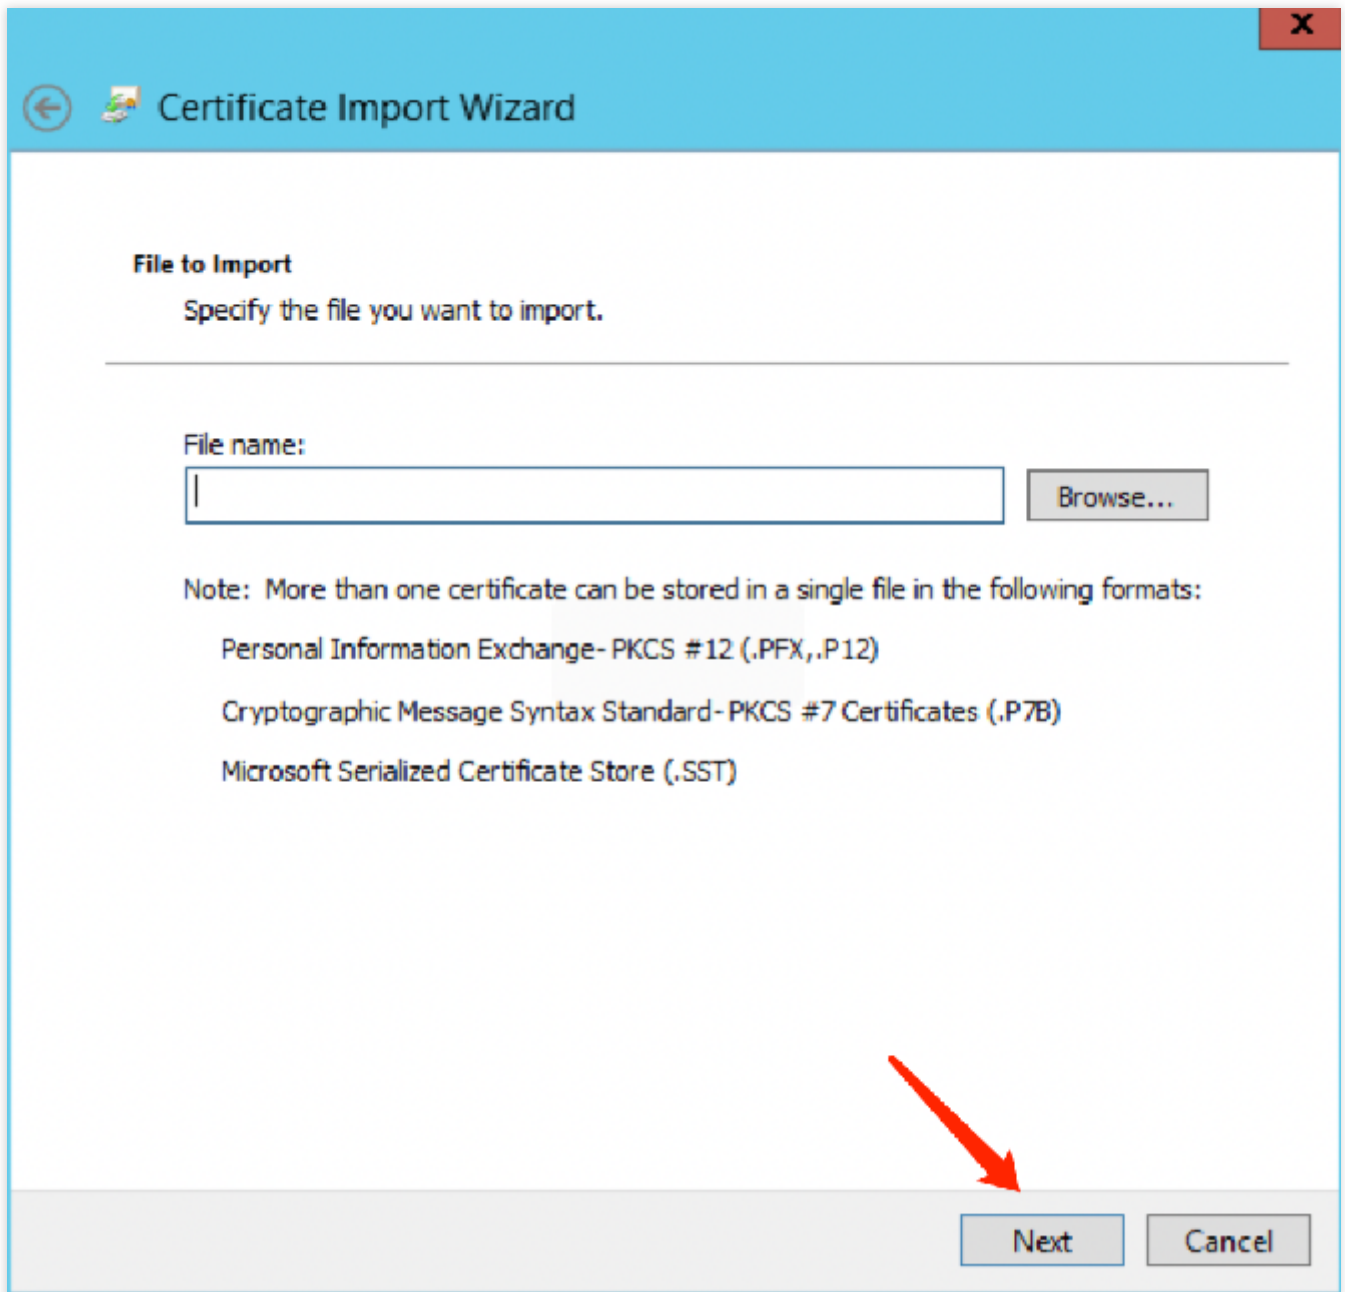 X
Certificate Import Wizard
File to Import
Specify the file you want to import.
File name:
Browse...
Note:  More than one certificate can be stored in a single file in the following formats:
Personal Information Exchange- PKCS #12 (.PFX,.P12)
Cryptographic Message Syntax Standard- PKCS #7 Certificates (.P7B)
Microsoft Serialized Certificate Store (.SST)
Next Cancel